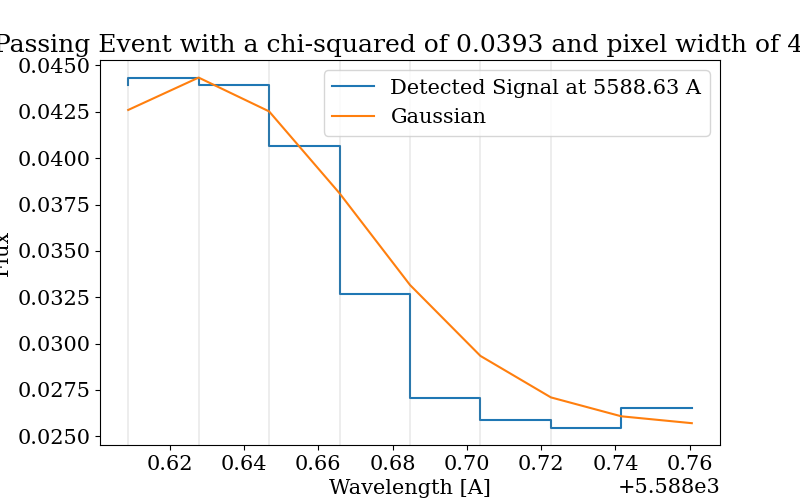 Passing Event with a chi-squared of 0.0393 and pixel width of 4
Detected Signal at 5588.63 A
Gaussian
0.0450
0.0425
0.0400
0.0375
0.0350
0.0325
0.0300
0.0275
0.0250
Flux
0.62 0.64 0.66 0.68 0.70 0.72 0.74 0.76
+5.588e3
Wavelength [A]